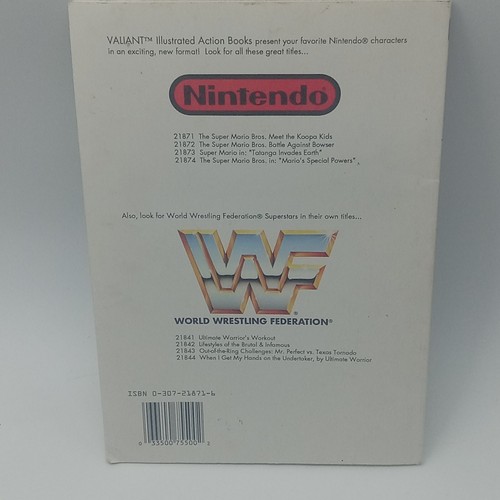 VALIANT™ Illustrated Action Books present your favorite Nintendo® characters
in an exciting, new format! Look for all these great titles...
Nintendo®
21871 The Super Mario Bros. Meet the Koopa Kids
21872 The Super Mario Bros. Battle Against Bowser
21873 Super Mario in: "Tatanga Invades Earth"
21874 The Super Mario Bros. in: "Mario's Special Powers"
Also, look for World Wrestling Federation® Superstars in their own titles...
WF®
WORLD WRESTLING FEDERATION®
21841 Ultimate Warrior's Workout
21842 Lifestyles of the Brutal & Infamous
21843 Out-of-the-Ring Challenges: Mr. Perfect vs. Texas Tornado
21844 When I Get My Hands on the Undertaker, by Ultimate Warrior
ISBN 0-307-21871-6
0 33500 75500 2